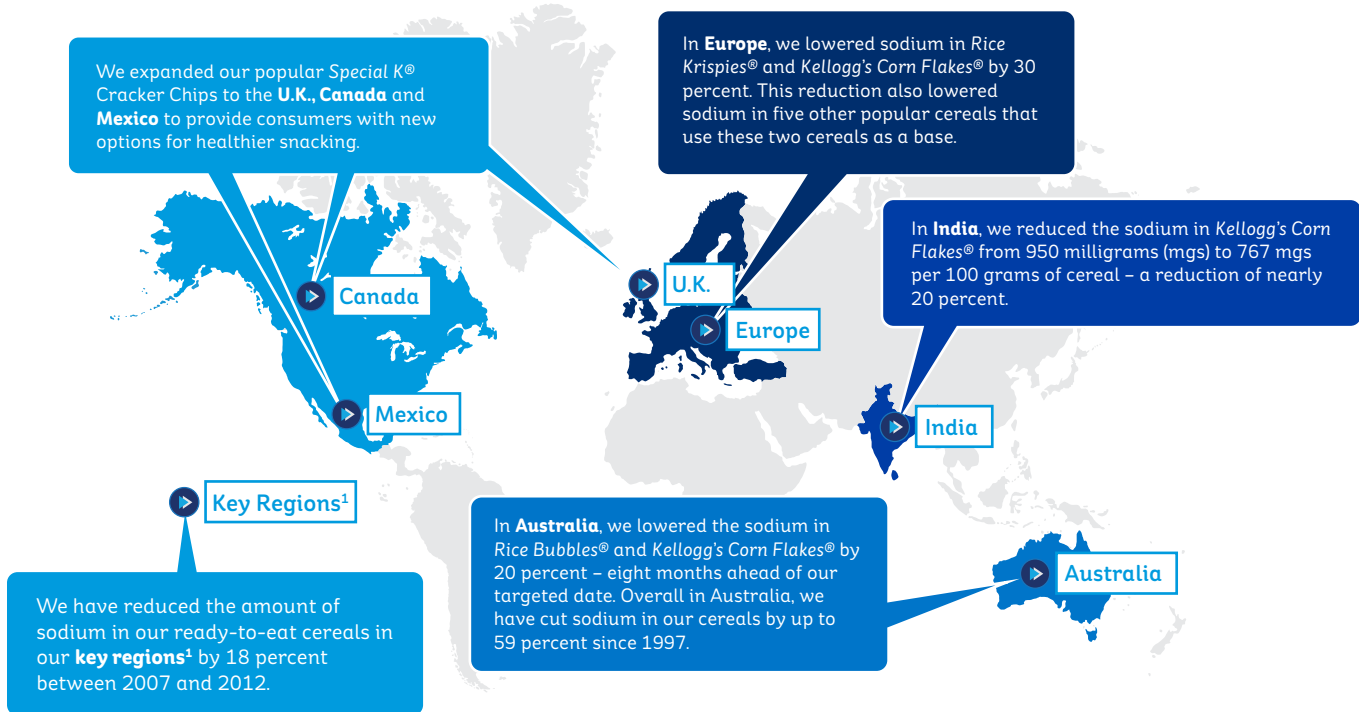 We expanded our popular Special K®
Cracker Chips to the U.K., Canada and
Mexico to provide consumers with new
options for healthier snacking.
In Europe, we lowered sodium in Rice
Krispies® and Kellogg's Corn Flakes® by 30
percent. This reduction also lowered
sodium in five other popular cereals that
use these two cereals as a base.
In India, we reduced the sodium in Kellogg's Corn
Flakes® from 950 milligrams (mgs) to 767 mgs
per 100 grams of cereal – a reduction of nearly
20 percent.
U.K.
Canada
Europe
Mexico
India
Key Regions¹
In Australia, we lowered the sodium in
Rice Bubbles® and Kellogg's Corn Flakes® by
20 percent – eight months ahead of our
targeted date. Overall in Australia, we
have cut sodium in our cereals by up to
59 percent since 1997.
Australia
We have reduced the amount of
sodium in our ready-to-eat cereals in
our key regions¹ by 18 percent
between 2007 and 2012.